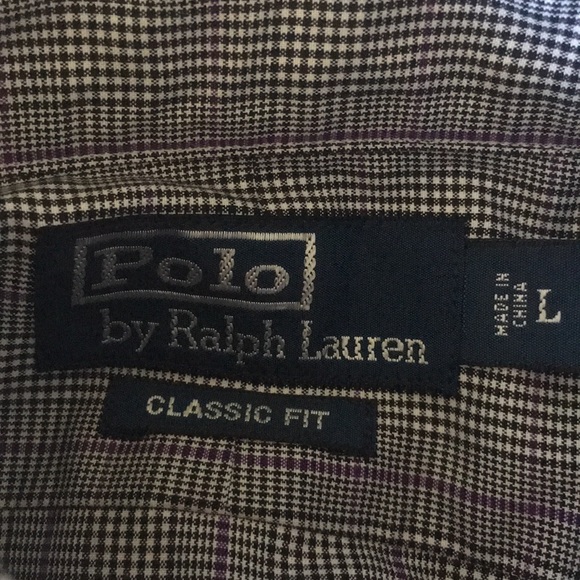 Polo
by Ralph Lauren
CLASSIC FIT
MADE IN
CHINA
L